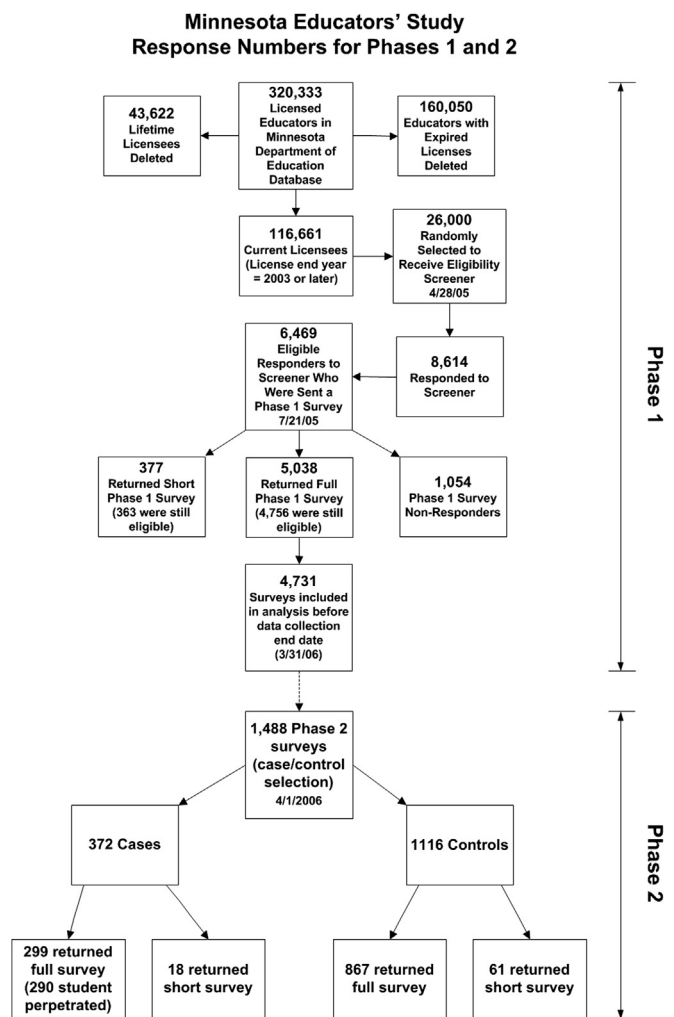 Minnesota Educators' Study
Response Numbers for Phases 1 and 2
43,622
Lifetime
Licensees
Deleted
320,333
Licensed
Educators in
Minnesota
Department of
Education
Database
160,050
Educators with
Expired
Licenses
Deleted
116,661
Current Licensees
(License end year
= 2003 or later)
26,000
Randomly
Selected to
Receive Eligibility
Screener
4/28/05
6,469
Eligible
Responders to
Screener Who
Were Sent a
Phase 1 Survey
7/21/05
8,614
Responded to
Screener
Phase 1
377
Returned Short
Phase 1 Survey
(363 were still
eligible)
5,038
Returned Full
Phase 1 Survey
(4,756 were still
eligible)
1,054
Phase 1 Survey
Non-Responders
4,731
Surveys included
in analysis before
data collection
end date
(3/31/06)
1,488 Phase 2
surveys
(case/control
selection)
4/1/2006
372 Cases
1116 Controls
Phase 2
299 returned
full survey
(290 student
perpetrated)
18 returned
short survey
867 returned
full survey
61 returned
short survey